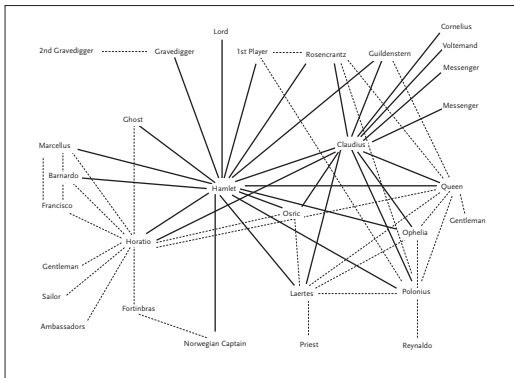 Cornelius
Lord
Voltemand
2nd Gravedigger
Gravedigger
1st Player
Rosencrantz
Guildenstern
Messenger
Messenger
Ghost
Marcellus
Claudius
Barnardo
Hamlet
Queen
Francisco
Osric
Gentleman
Ophelia
Horatio
Gentleman
Laertes
Polonius
Sailor
Fortinbras
Ambassadors
Norwegian Captain
Priest
Reynaldo